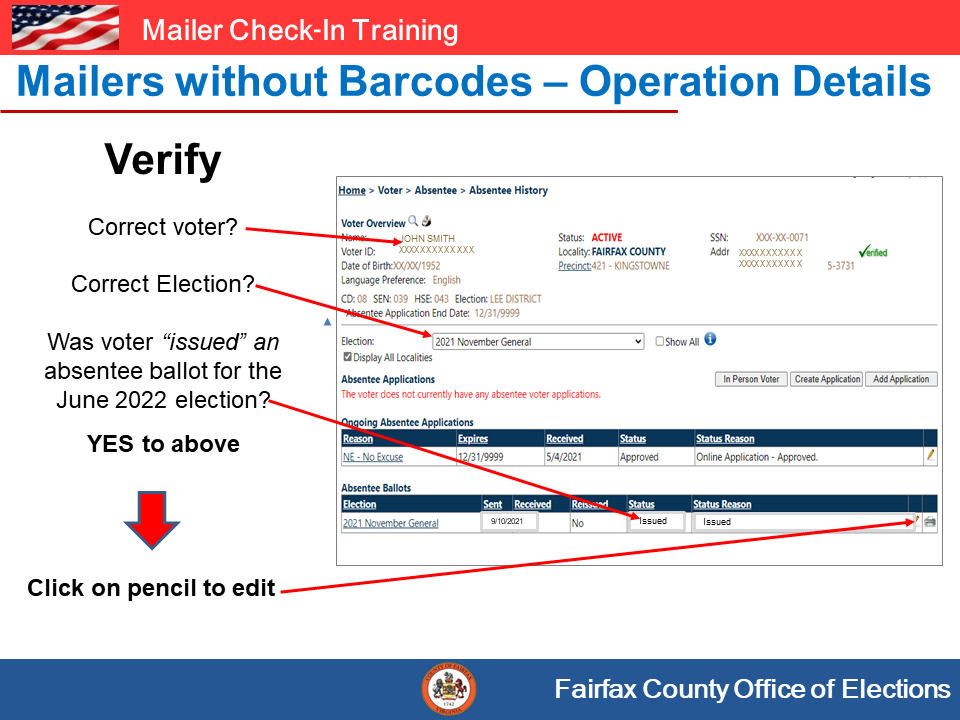 Mailer Check-In Training
Mailers without Barcodes – Operation Details
Verify
Correct voter?
Correct Election?
Was voter “issued” an
absentee ballot for the
June 2022 election?
YES to above
Click on pencil to edit
Home > Voter > Absentee > Absentee History
Voter Overview
Name: JOHN SMITH Status: ACTIVE SSN: XXX-XX-0071
Voter ID: XXXXXXXXXXXXX Locality: FAIRFAX COUNTY Addr XXXXXXXXXXX Verified
Date of Birth: XX/XX/1952 Precinct: 421 - KINGSTOWNE XXXXXXXXXXX 5-3731
Language Preference: English
CD: 08 SEN: 039 HSE: 043 Election: LEE DISTRICT
Absentee Application End Date: 12/31/9999
Election: 2021 November General Show All
Display All Localities
Absentee Applications In Person Voter Create Application Add Application
The voter does not currently have any absentee voter applications.
Ongoing Absentee Applications
Reason Expires Received Status Status Reason
NE - No Excuse 12/31/9999 5/4/2021 Approved Online Application - Approved.
Absentee Ballots
Election Sent Received Reissued Status Status Reason
2021 November General 9/10/2021 No Issued Issued
Fairfax County Office of Elections